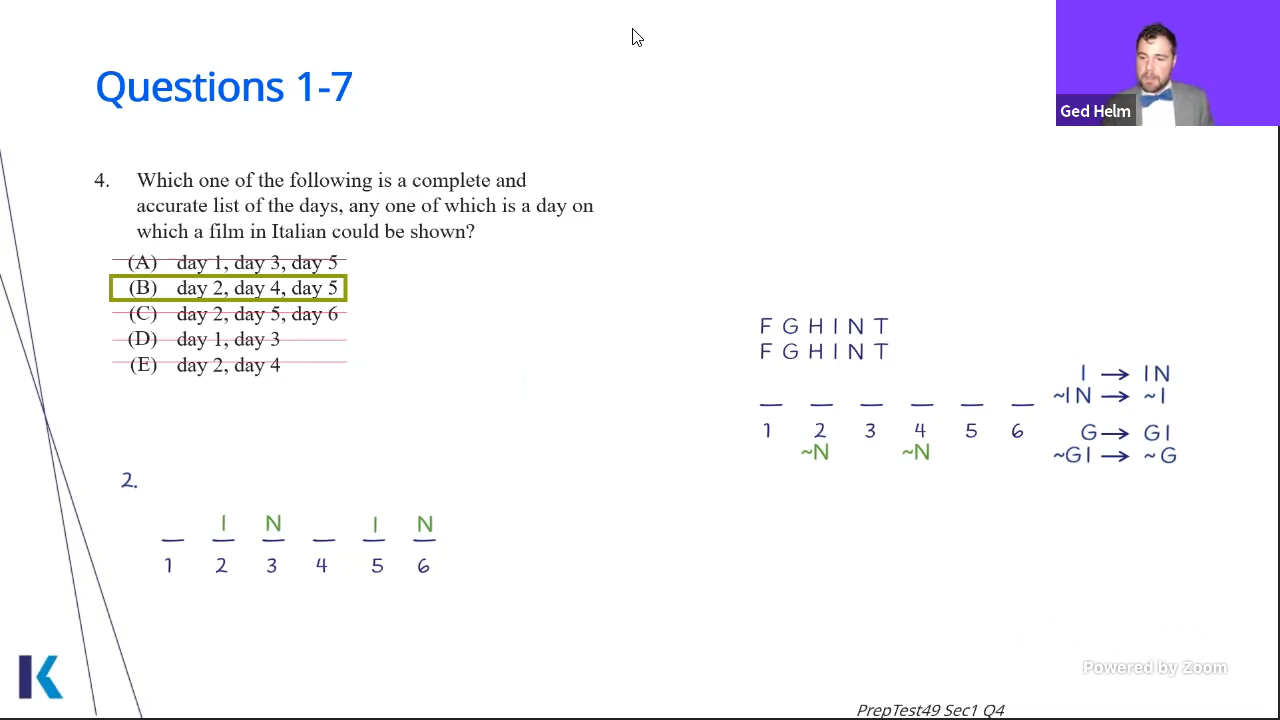 Questions 1-7
Ged Helm
4. Which one of the following is a complete and
accurate list of the days, any one of which is a day on
which a film in Italian could be shown?
(A) day 1, day 3, day 5
(B) day 2, day 4, day 5
(C) day 2, day 5, day 6
(D) day 1, day 3
(E) day 2, day 4
F G H I N T
F G H I N T
1 2 3 4 5 6
~N ~N
I → IN
~IN → ~I
G → GI
~GI → ~G
2.
I N I N
1 2 3 4 5 6
K
Powered by Zoom
PrepTest49 Sec1 Q4